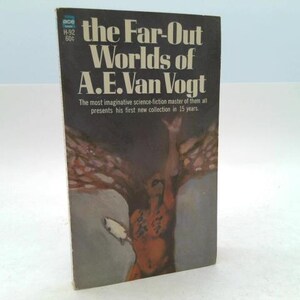 ace
H-92
60¢
the Far-Out
Worlds of
A.E. Van Vogt
The most imaginative science-fiction master of them all
presents his first new collection in 15 years.